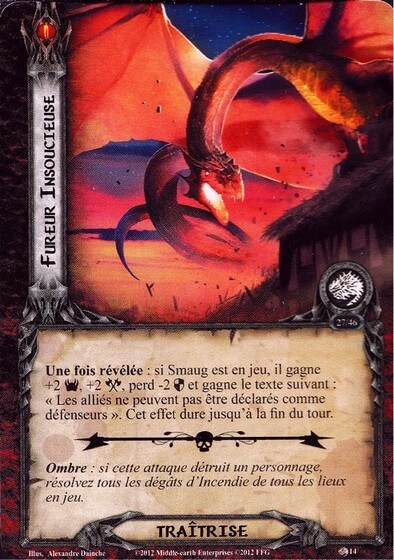 FUREUR INSOUCIEUSE
27/46
Une fois révélée : si Smaug est en jeu, il gagne
+2, +2, perd -2 et gagne le texte suivant :
« Les alliés ne peuvent pas être déclarés comme
défenseurs ». Cet effet dure jusqu'à la fin du tour.
Ombre : si cette attaque détruit un personnage,
résolvez tous les dégâts d'Incendie de tous les lieux
en jeu.
TRAÎTRISE
Illus. Alexandre Dainche
©2012 Middle-earth Enterprises ©2012 FFG
14